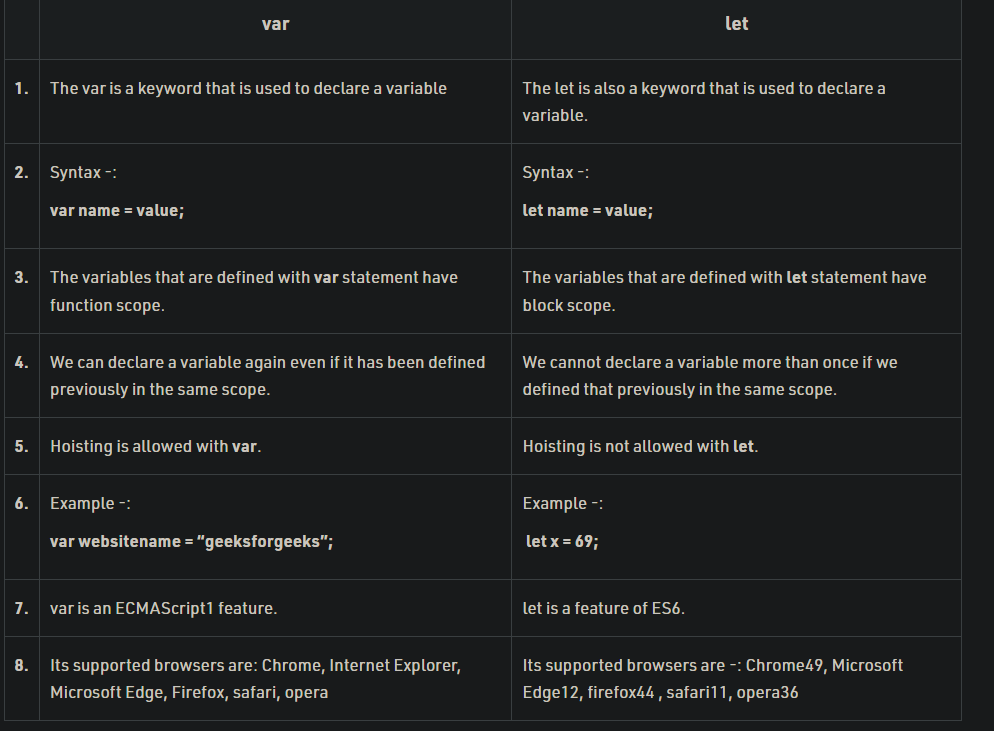 var let
1. The var is a keyword that is used to declare a variable
The let is also a keyword that is used to declare a
variable.
2. Syntax -:
var name = value;
Syntax -:
let name = value;
3. The variables that are defined with var statement have
function scope.
The variables that are defined with let statement have
block scope.
4. We can declare a variable again even if it has been defined
previously in the same scope.
We cannot declare a variable more than once if we
defined that previously in the same scope.
5. Hoisting is allowed with var.
Hoisting is not allowed with let.
6. Example -:
var websitename = “geeksforgeeks”;
Example -:
let x = 69;
7. var is an ECMAScript1 feature.
let is a feature of ES6.
8. Its supported browsers are: Chrome, Internet Explorer,
Microsoft Edge, Firefox, safari, opera
Its supported browsers are -: Chrome49, Microsoft
Edge12, firefox44 , safari11, opera36